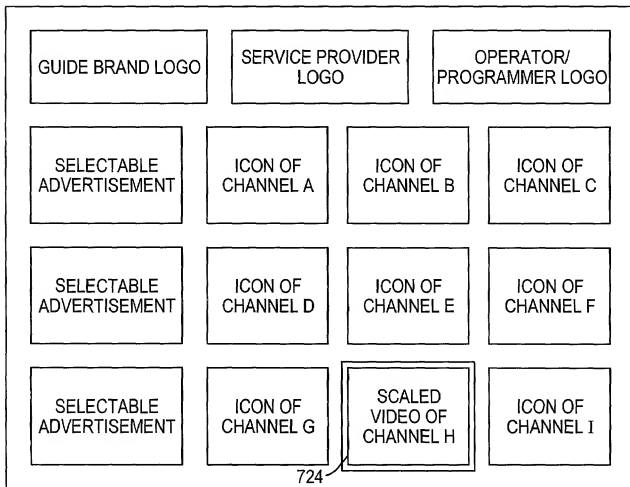 GUIDE BRAND LOGO
SERVICE PROVIDER
LOGO
OPERATOR/
PROGRAMMER LOGO
SELECTABLE
ADVERTISEMENT
ICON OF
CHANNEL A
ICON OF
CHANNEL B
ICON OF
CHANNEL C
SELECTABLE
ADVERTISEMENT
ICON OF
CHANNEL D
ICON OF
CHANNEL E
ICON OF
CHANNEL F
SELECTABLE
ADVERTISEMENT
ICON OF
CHANNEL G
SCALED
VIDEO OF
CHANNEL H
ICON OF
CHANNEL I
724